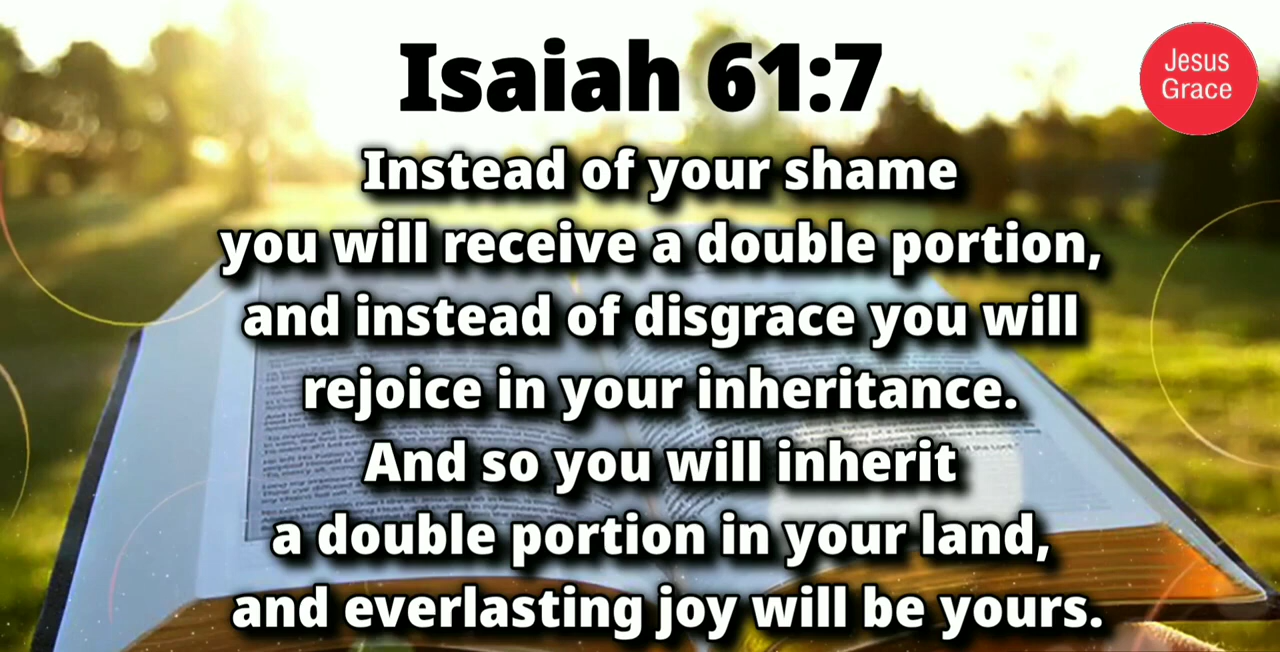 Isaiah 61:7
Jesus
Grace
Instead of your shame
you will receive a double portion,
and instead of disgrace you will
rejoice in your inheritance.
And so you will inherit
a double portion in your land,
and everlasting joy will be yours.